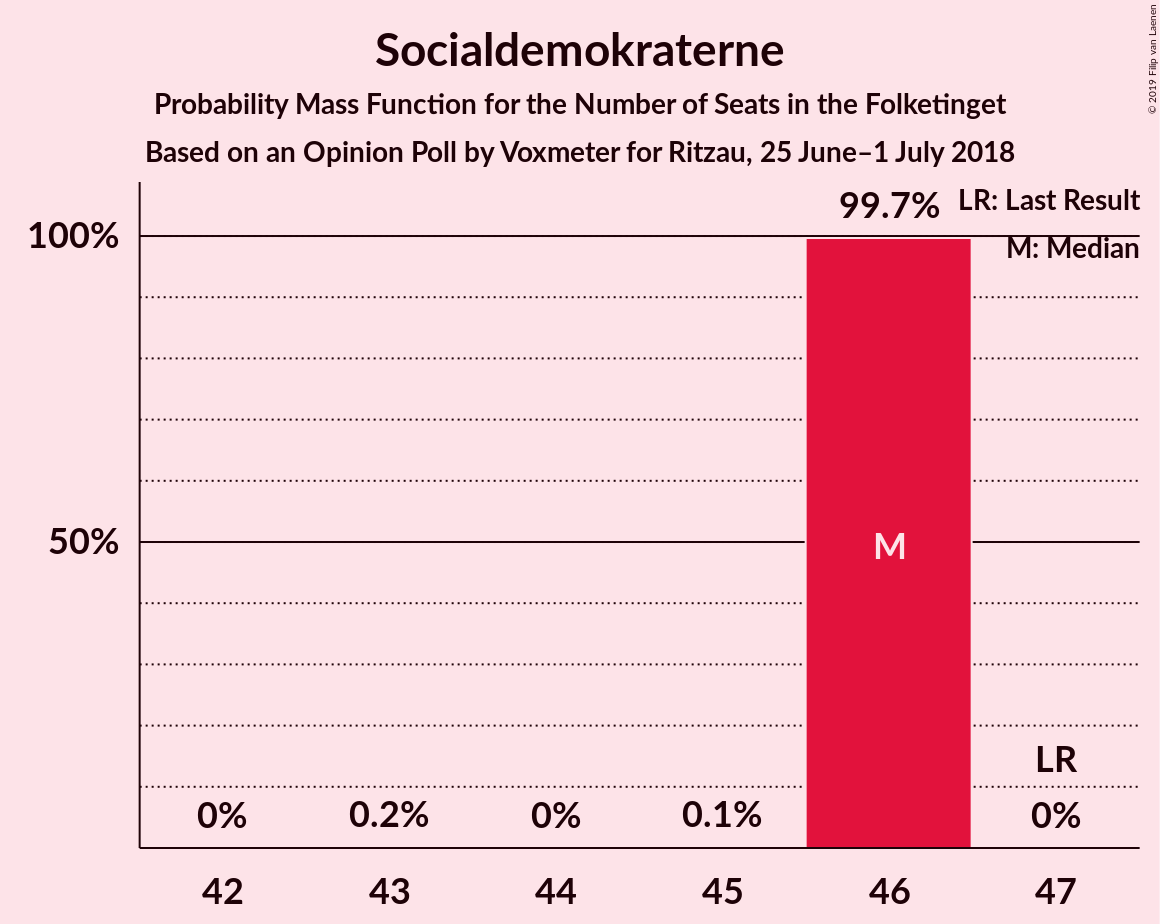 Socialdemokraterne
Probability Mass Function for the Number of Seats in the Folketinget
Based on an Opinion Poll by Voxmeter for Ritzau, 25 June–1 July 2018
© 2019 Filip van Laenen
99.7%
LR: Last Result
100%
M: Median
50%
M
LR
0%
0.2%
0%
0.1%
0%
42
43
44
45
46
47